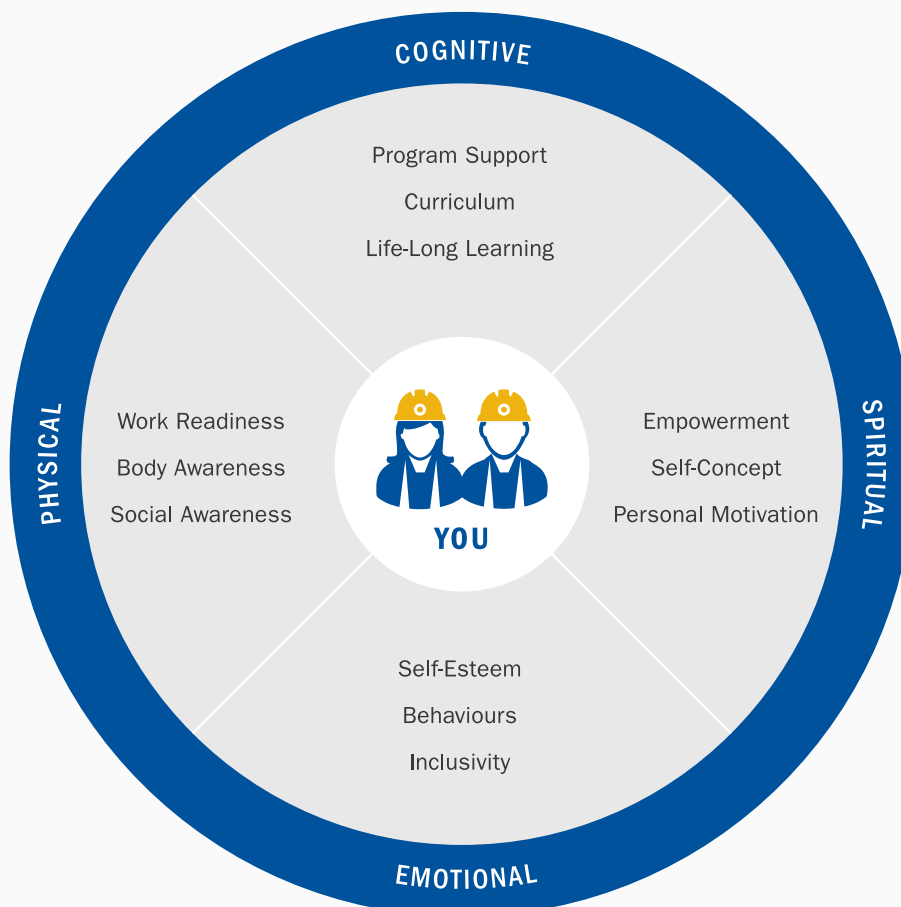 COGNITIVE
Program Support
Curriculum
Life-Long Learning
PHYSICAL
Work Readiness
Body Awareness
Social Awareness
YOU
Empowerment
Self-Concept
Personal Motivation
SPIRITUAL
Self-Esteem
Behaviours
Inclusivity
EMOTIONAL